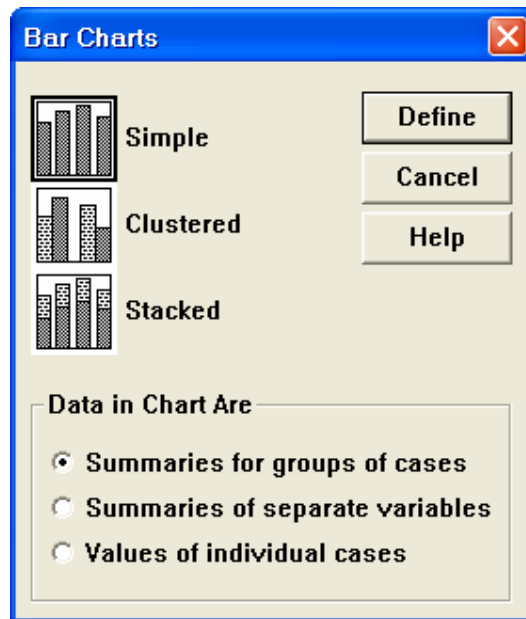 Bar Charts
Simple
Clustered
Stacked
Define
Cancel
Help
Data in Chart Are
Summaries for groups of cases
Summaries of separate variables
Values of individual cases